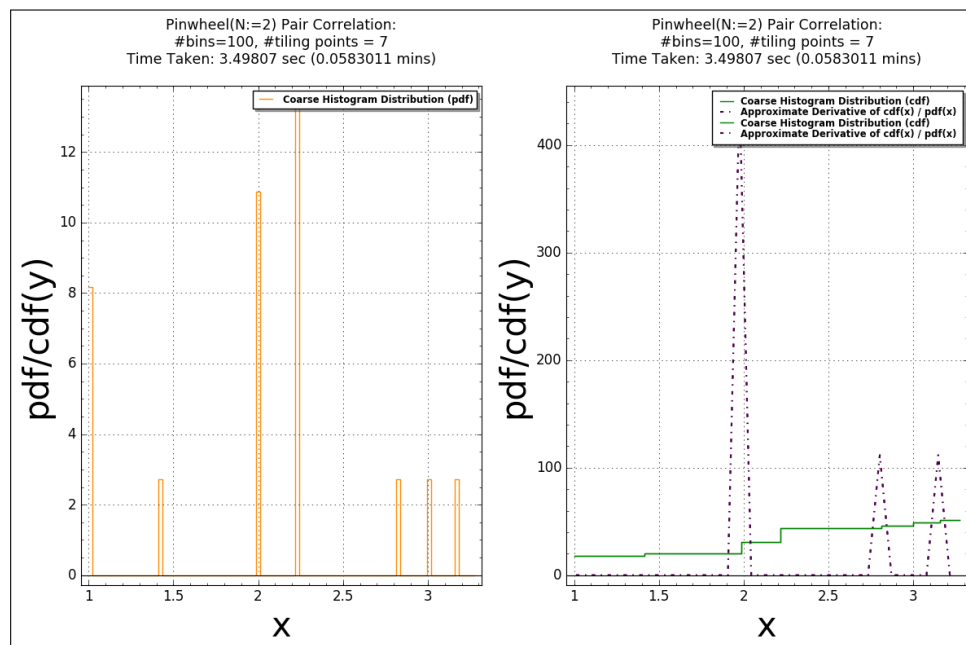 Pinwheel(N:=2) Pair Correlation:
#bins=100, #tiling points = 7
Time Taken: 3.49807 sec (0.0583011 mins)
Coarse Histogram Distribution (pdf)
pdf/cdf(y)
12
10
8
6
4
2
0
1
1.5
2
2.5
3
x
Pinwheel(N:=2) Pair Correlation:
#bins=100, #tiling points = 7
Time Taken: 3.49807 sec (0.0583011 mins)
Coarse Histogram Distribution (cdf)
Approximate Derivative of cdf(x) / pdf(x)
Coarse Histogram Distribution (cdf)
Approximate Derivative of cdf(x) / pdf(x)
pdf/cdf(y)
400
300
200
100
0
1
1.5
2
2.5
3
x